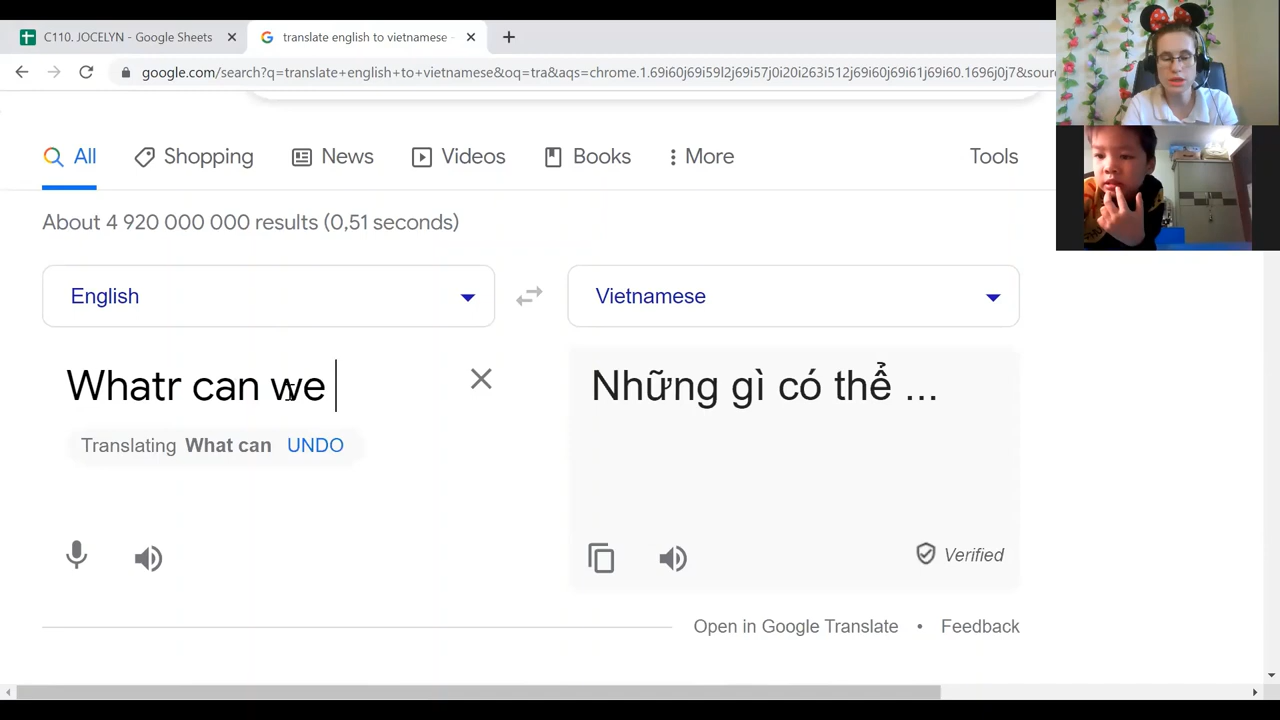 C110. JOCELYN - Google Sheets
translate english to vietnamese -
google.com/search?q=translate+english+to+vietnamese&oq=tra&aqs=chrome.1.69i60j69i59l2j69i57j0i20i263i512j69i60j69i61j69i60.1696j0j7&sour
All Shopping News Videos Books More Tools
About 4 920 000 000 results (0,51 seconds)
English Vietnamese
Whatr can we
Những gì có thể ...
Translating What can UNDO
Verified
Open in Google Translate • Feedback